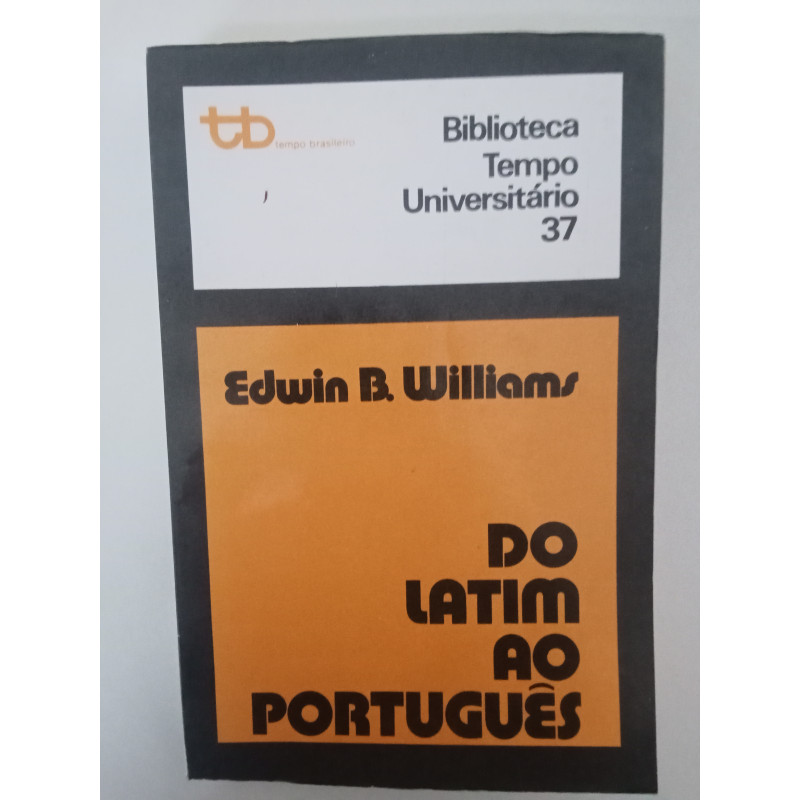 tb
tempo brasileiro
Biblioteca
Tempo
Universitário
37
Edwin B. Williams
DO
LATIM
AO
PORTUGUÊS